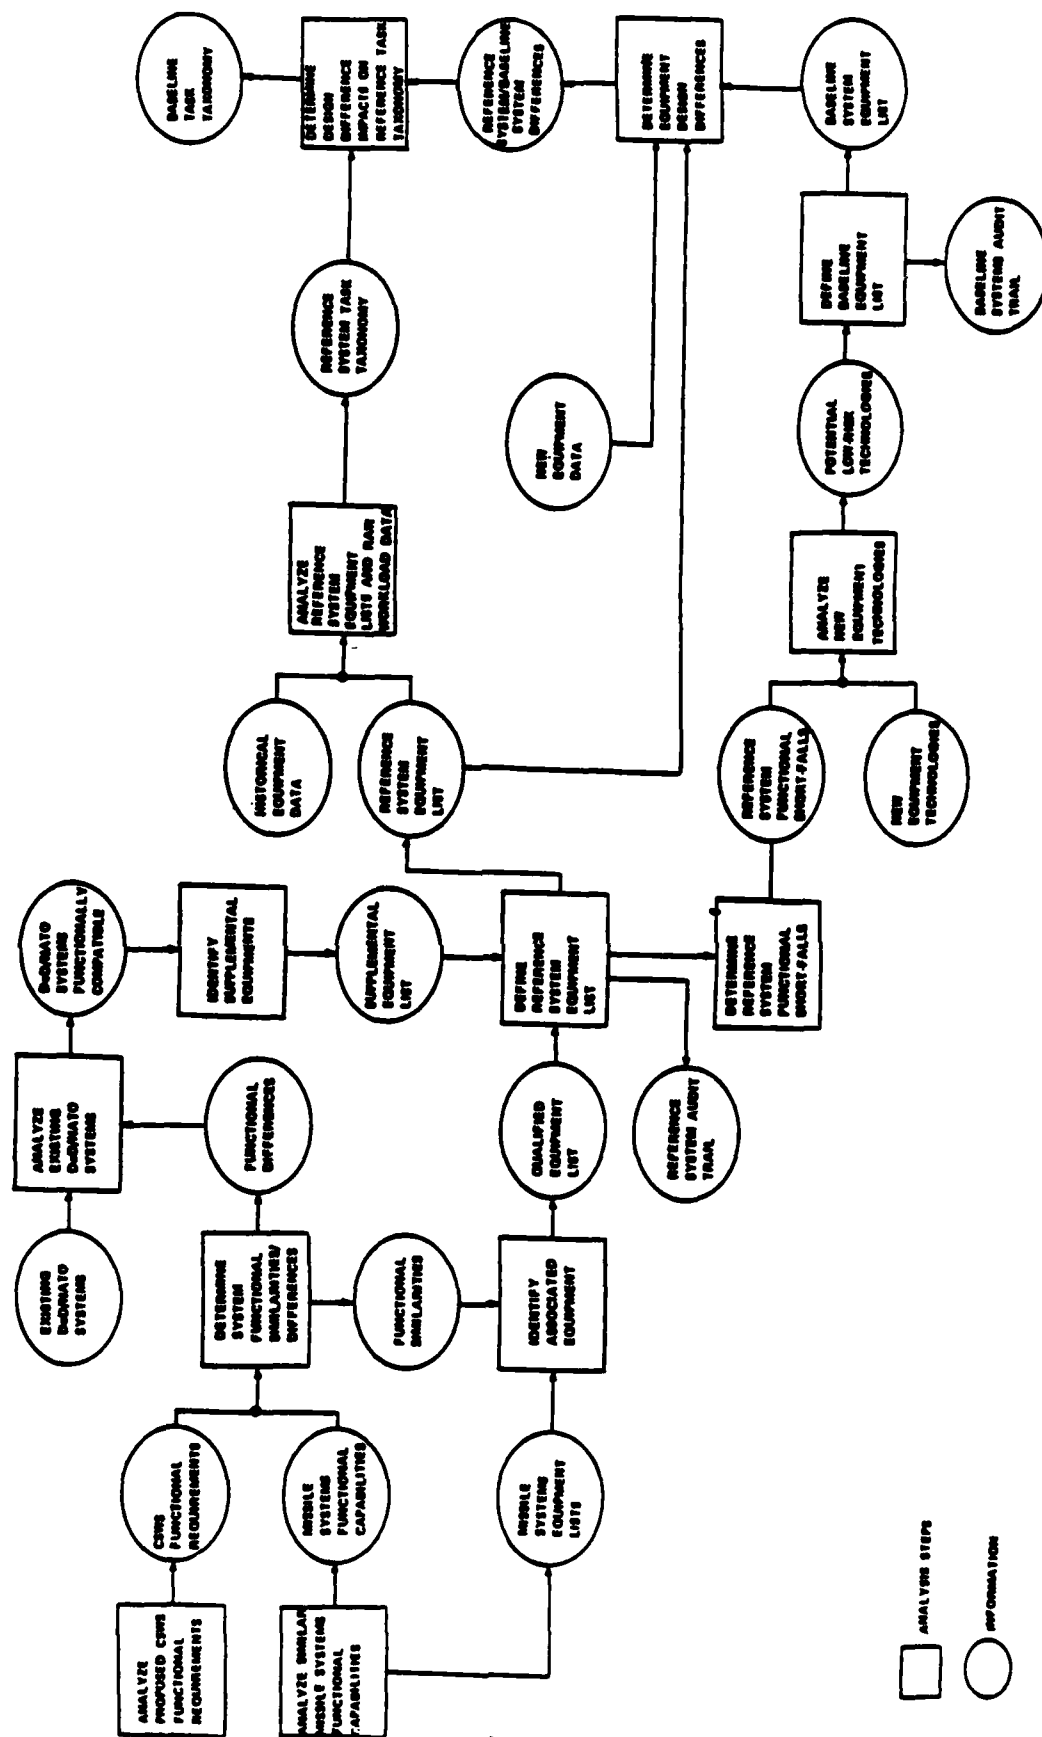 ANALYZE
PROPOSED CSWS
FUNCTIONAL
REQUIREMENTS
CSWS
FUNCTIONAL
REQUIREMENTS
ANALYZE SIMILAR
MISSILE SYSTEMS
FUNCTIONAL
CAPABILITIES
MISSILE
SYSTEMS
FUNCTIONAL
CAPABILITIES
MISSILE
SYSTEMS
EQUIPMENT
LISTS
DETERMINE
SYSTEM
FUNCTIONAL
SIMILARITIES/
DIFFERENCES
FUNCTIONAL
DIFFERENCES
FUNCTIONAL
SIMILARITIES
IDENTIFY
ASSOCIATED
EQUIPMENT
EXISTING
DoD/NATO
SYSTEMS
ANALYZE
EXISTING
DoD/NATO
SYSTEMS
DoD/NATO
SYSTEMS
FUNCTIONALLY
COMPATIBLE
IDENTIFY
SUPPLEMENTAL
EQUIPMENTS
SUPPLEMENTAL
EQUIPMENT
LIST
QUALIFIED
EQUIPMENT
LIST
DEFINE
REFERENCE
SYSTEM
EQUIPMENT
LIST
REFERENCE
SYSTEM AUDIT
TRAIL
DETERMINE
REFERENCE
SYSTEM
FUNCTIONAL
SHORT-FALLS
HISTORICAL
EQUIPMENT
DATA
REFERENCE
SYSTEM
EQUIPMENT
LIST
REFERENCE
SYSTEM
FUNCTIONAL
SHORT-FALLS
NEW
EQUIPMENT
TECHNOLOGIES
ANALYZE
REFERENCE
SYSTEM
EQUIPMENT
LISTS AND RAM
WORKLOAD DATA
ANALYZE
NEW
EQUIPMENT
TECHNOLOGIES
NEW
EQUIPMENT
DATA
POTENTIAL
LOW-RISK
TECHNOLOGIES
REFERENCE
SYSTEM TASK
TAXONOMY
DEFINE
BASELINE
EQUIPMENT
LIST
BASELINE
SYSTEMS AUDIT
TRAIL
BASELINE
TASK
TAXONOMY
DETERMINE
DESIGN
DIFFERENCE
IMPACTS ON
REFERENCE TASK
TAXONOMY
REFERENCE
SYSTEM/BASELINE
SYSTEM
DIFFERENCES
DETERMINE
EQUIPMENT
DESIGN
DIFFERENCES
BASELINE
SYSTEM
EQUIPMENT
LIST
ANALYSIS STEPS
INFORMATION